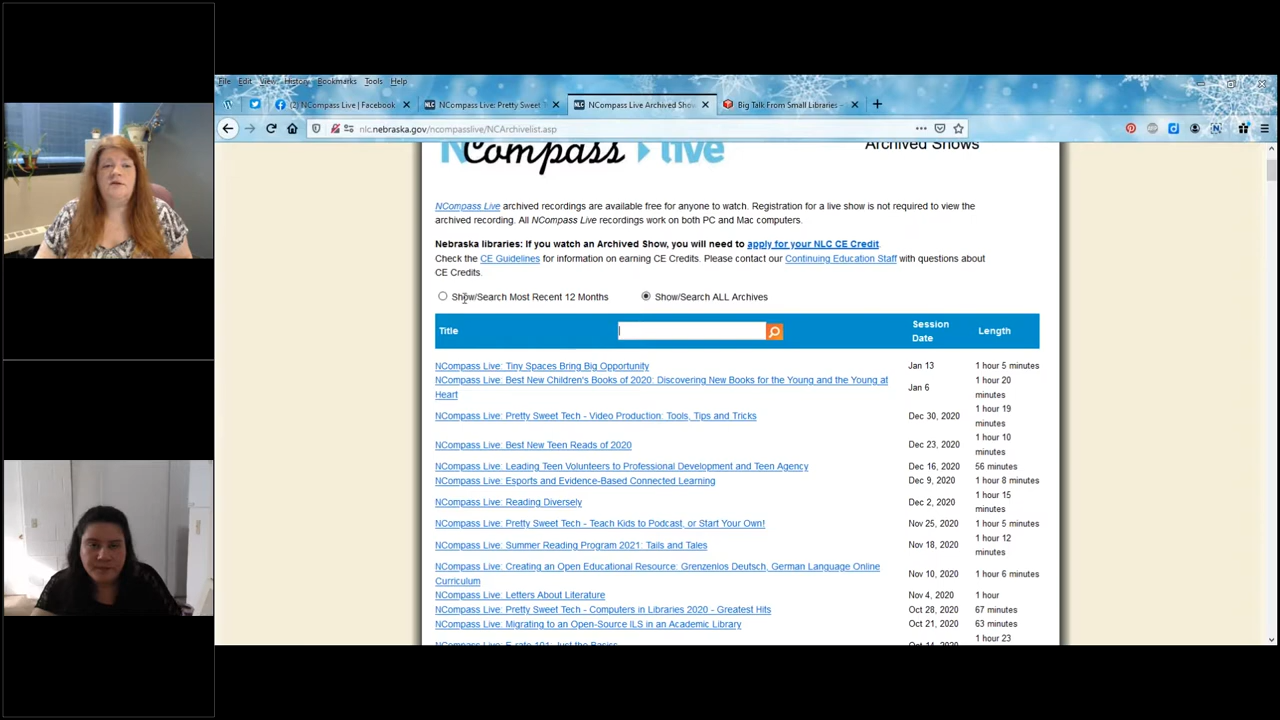 File Edit View History Bookmarks Tools Help
(2) NCompass Live | Facebook
NCompass Live: Pretty Sweet
NCompass Live Archived Show
Big Talk From Small Libraries –
nlc.nebraska.gov/ncompasslive/NCArchivelist.asp
NCompass live
Archived Shows
NCompass Live archived recordings are available free for anyone to watch. Registration for a live show is not required to view the
archived recording. All NCompass Live recordings work on both PC and Mac computers.
Nebraska libraries: If you watch an Archived Show, you will need to apply for your NLC CE Credit.
Check the CE Guidelines for information on earning CE Credits. Please contact our Continuing Education Staff with questions about
CE Credits.
Show/Search Most Recent 12 Months Show/Search ALL Archives
Title Session Date Length
NCompass Live: Tiny Spaces Bring Big Opportunity Jan 13 1 hour 5 minutes
NCompass Live: Best New Children's Books of 2020: Discovering New Books for the Young and the Young at
Heart Jan 6 1 hour 20 minutes
NCompass Live: Pretty Sweet Tech - Video Production: Tools, Tips and Tricks Dec 30, 2020 1 hour 19 minutes
NCompass Live: Best New Teen Reads of 2020 Dec 23, 2020 1 hour 10 minutes
NCompass Live: Leading Teen Volunteers to Professional Development and Teen Agency Dec 16, 2020 56 minutes
NCompass Live: Esports and Evidence-Based Connected Learning Dec 9, 2020 1 hour 8 minutes
NCompass Live: Reading Diversely Dec 2, 2020 1 hour 15 minutes
NCompass Live: Pretty Sweet Tech - Teach Kids to Podcast, or Start Your Own! Nov 25, 2020 1 hour 5 minutes
NCompass Live: Summer Reading Program 2021: Tails and Tales Nov 18, 2020 1 hour 12 minutes
NCompass Live: Creating an Open Educational Resource: Grenzenlos Deutsch, German Language Online
Curriculum Nov 10, 2020 1 hour 6 minutes
NCompass Live: Letters About Literature Nov 4, 2020 1 hour
NCompass Live: Pretty Sweet Tech - Computers in Libraries 2020 - Greatest Hits Oct 28, 2020 67 minutes
NCompass Live: Migrating to an Open-Source ILS in an Academic Library Oct 21, 2020 63 minutes
NCompass Live: E-rate 101: Just the Basics Oct 14, 2020 1 hour 23